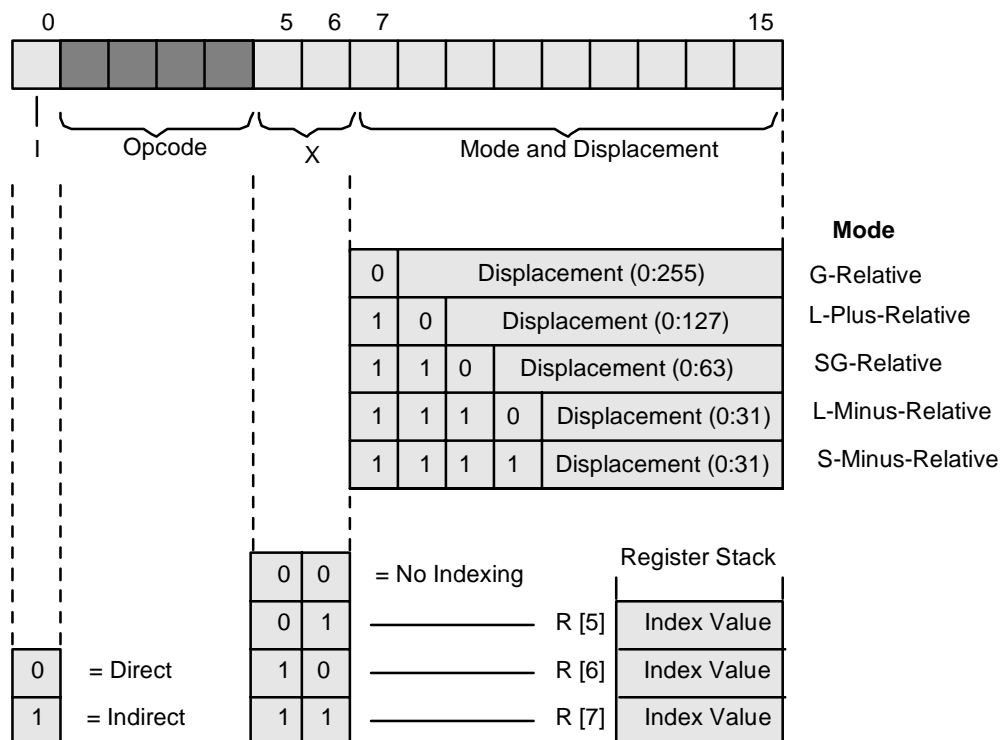 0 5 6 7 15
I Opcode X Mode and Displacement
Mode
0 Displacement (0:255) G-Relative
1 0 Displacement (0:127) L-Plus-Relative
1 1 0 Displacement (0:63) SG-Relative
1 1 1 0 Displacement (0:31) L-Minus-Relative
1 1 1 1 Displacement (0:31) S-Minus-Relative
Register Stack
0 0 = No Indexing
0 1 R [5] Index Value
0 = Direct 1 0 R [6] Index Value
1 = Indirect 1 1 R [7] Index Value